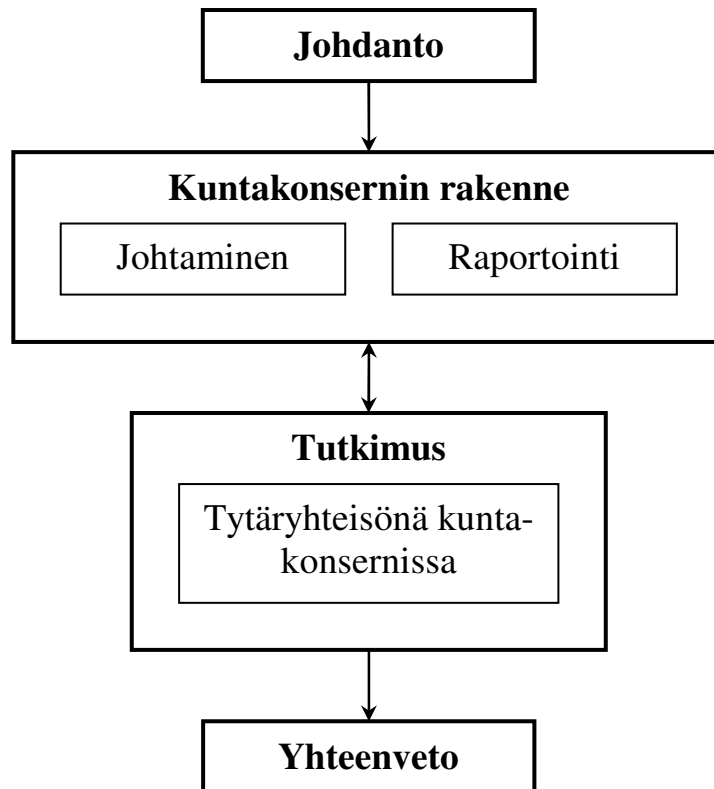 Johdanto
Kuntakonsernin rakenne
Johtaminen
Raportointi
Tutkimus
Tytäryhteisönä kunta-
konsernissa
Yhteenveto